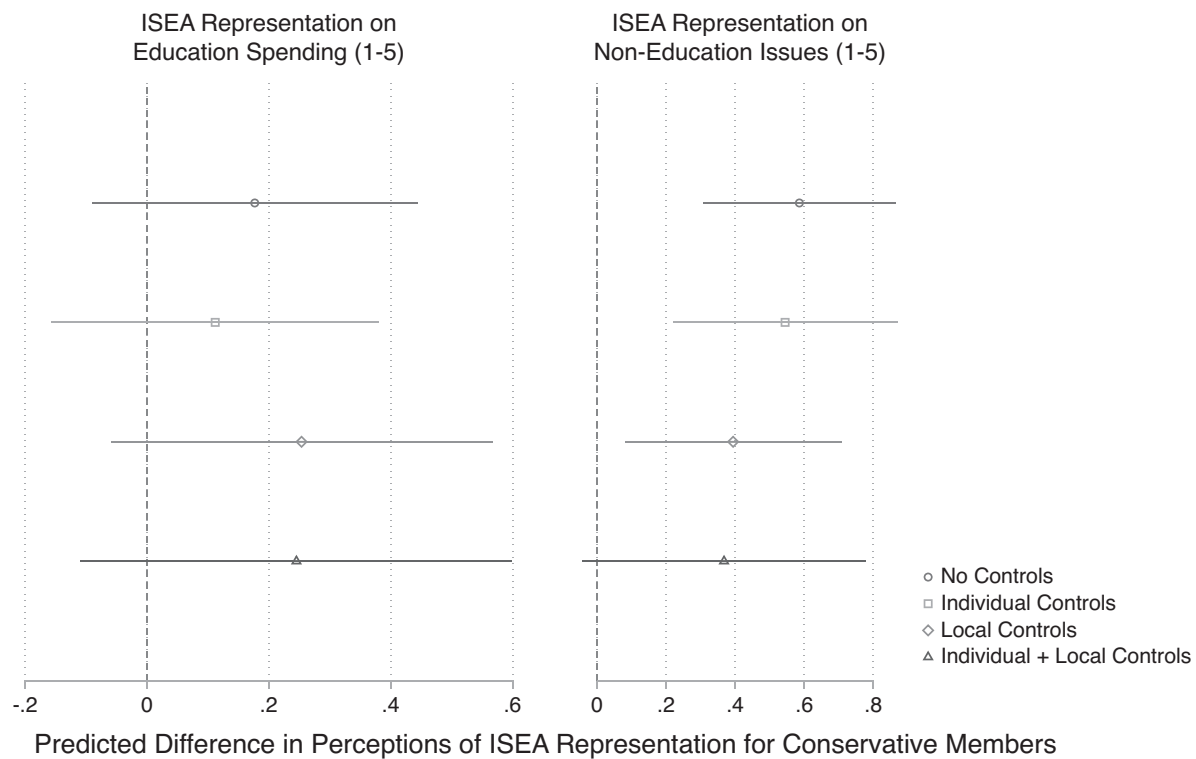 ISEA Representation on
Education Spending (1-5)
ISEA Representation on
Non-Education Issues (1-5)
No Controls
Individual Controls
Local Controls
Individual + Local Controls
-.2 0 .2 .4 .6
0 .2 .4 .6 .8
Predicted Difference in Perceptions of ISEA Representation for Conservative Members